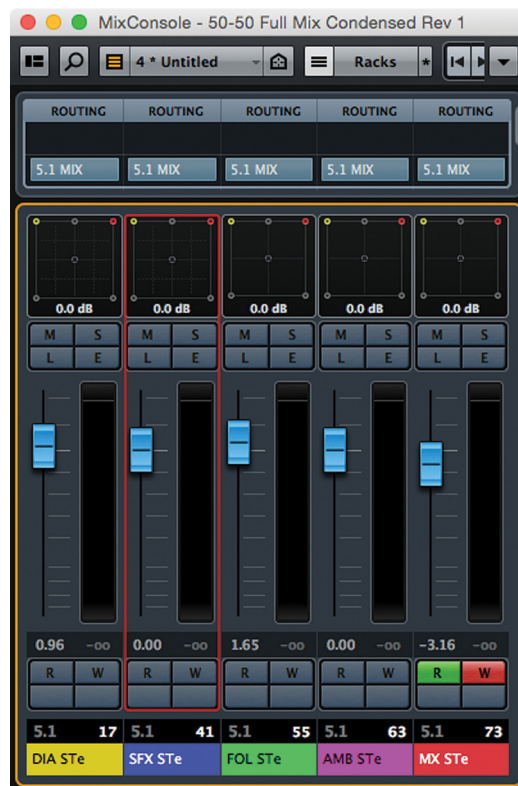 MixConsole - 50-50 Full Mix Condensed Rev 1
4 * Untitled Racks *
ROUTING ROUTING ROUTING ROUTING ROUTING
5.1 MIX 5.1 MIX 5.1 MIX 5.1 MIX 5.1 MIX
0.0 dB 0.0 dB 0.0 dB 0.0 dB 0.0 dB
M S M S M S M S M S
L E L E L E L E L E
0.96 -oo 0.00 -oo 1.65 -oo 0.00 -oo -3.16 -oo
R W R W R W R W R W
5.1 17 5.1 41 5.1 55 5.1 63 5.1 73
DIA STe SFX STe FOL STe AMB STe MX STe